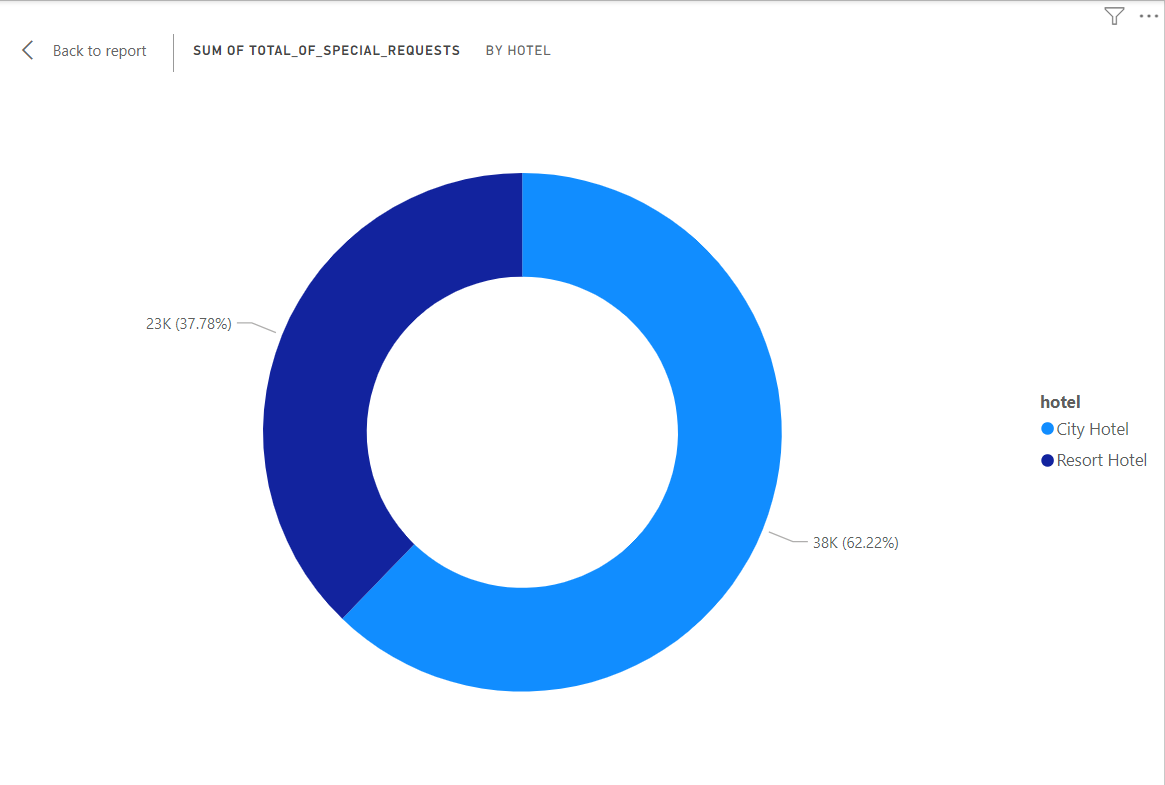 Back to report
SUM OF TOTAL_OF_SPECIAL_REQUESTS BY HOTEL
23K (37.78%)
38K (62.22%)
hotel
City Hotel
Resort Hotel